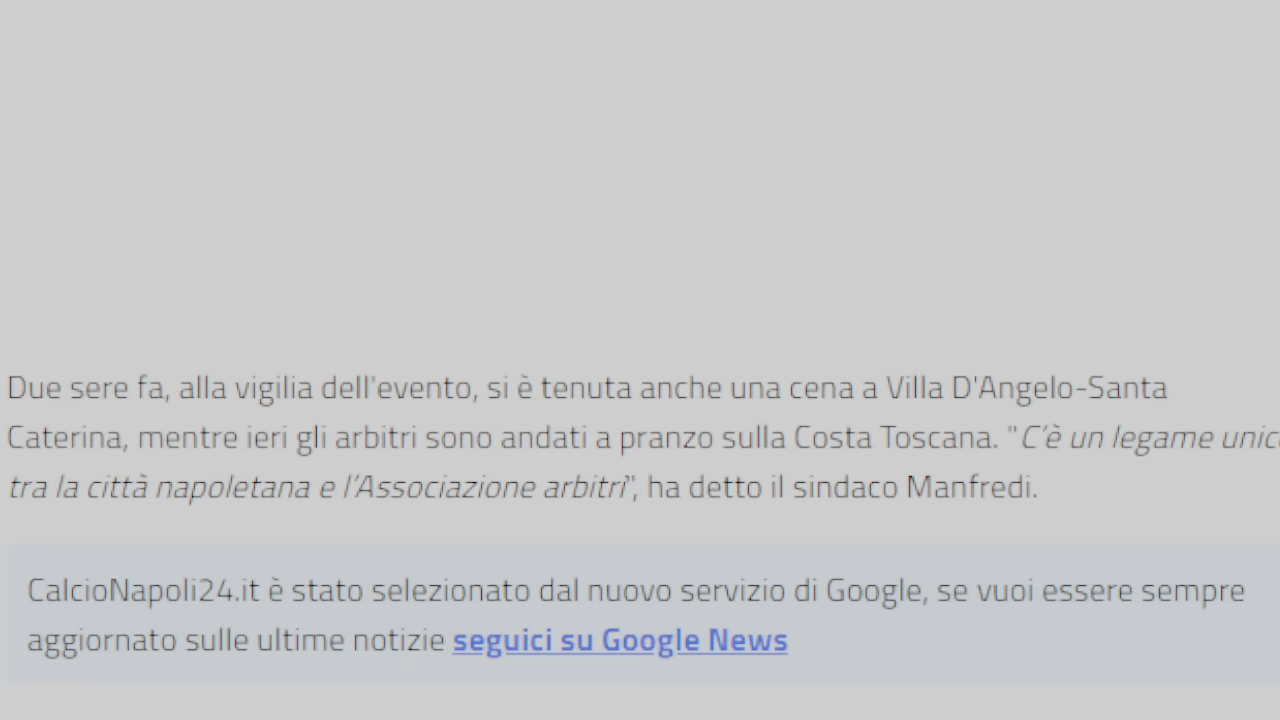 Due sere fa, alla vigilia dell'evento, si è tenuta anche una cena a Villa D'Angelo-Santa
Caterina, mentre ieri gli arbitri sono andati a pranzo sulla Costa Toscana. "C’è un legame unico
tra la città napoletana e l’Associazione arbitri", ha detto il sindaco Manfredi.
CalcioNapoli24.it è stato selezionato dal nuovo servizio di Google, se vuoi essere sempre
aggiornato sulle ultime notizie seguici su Google News